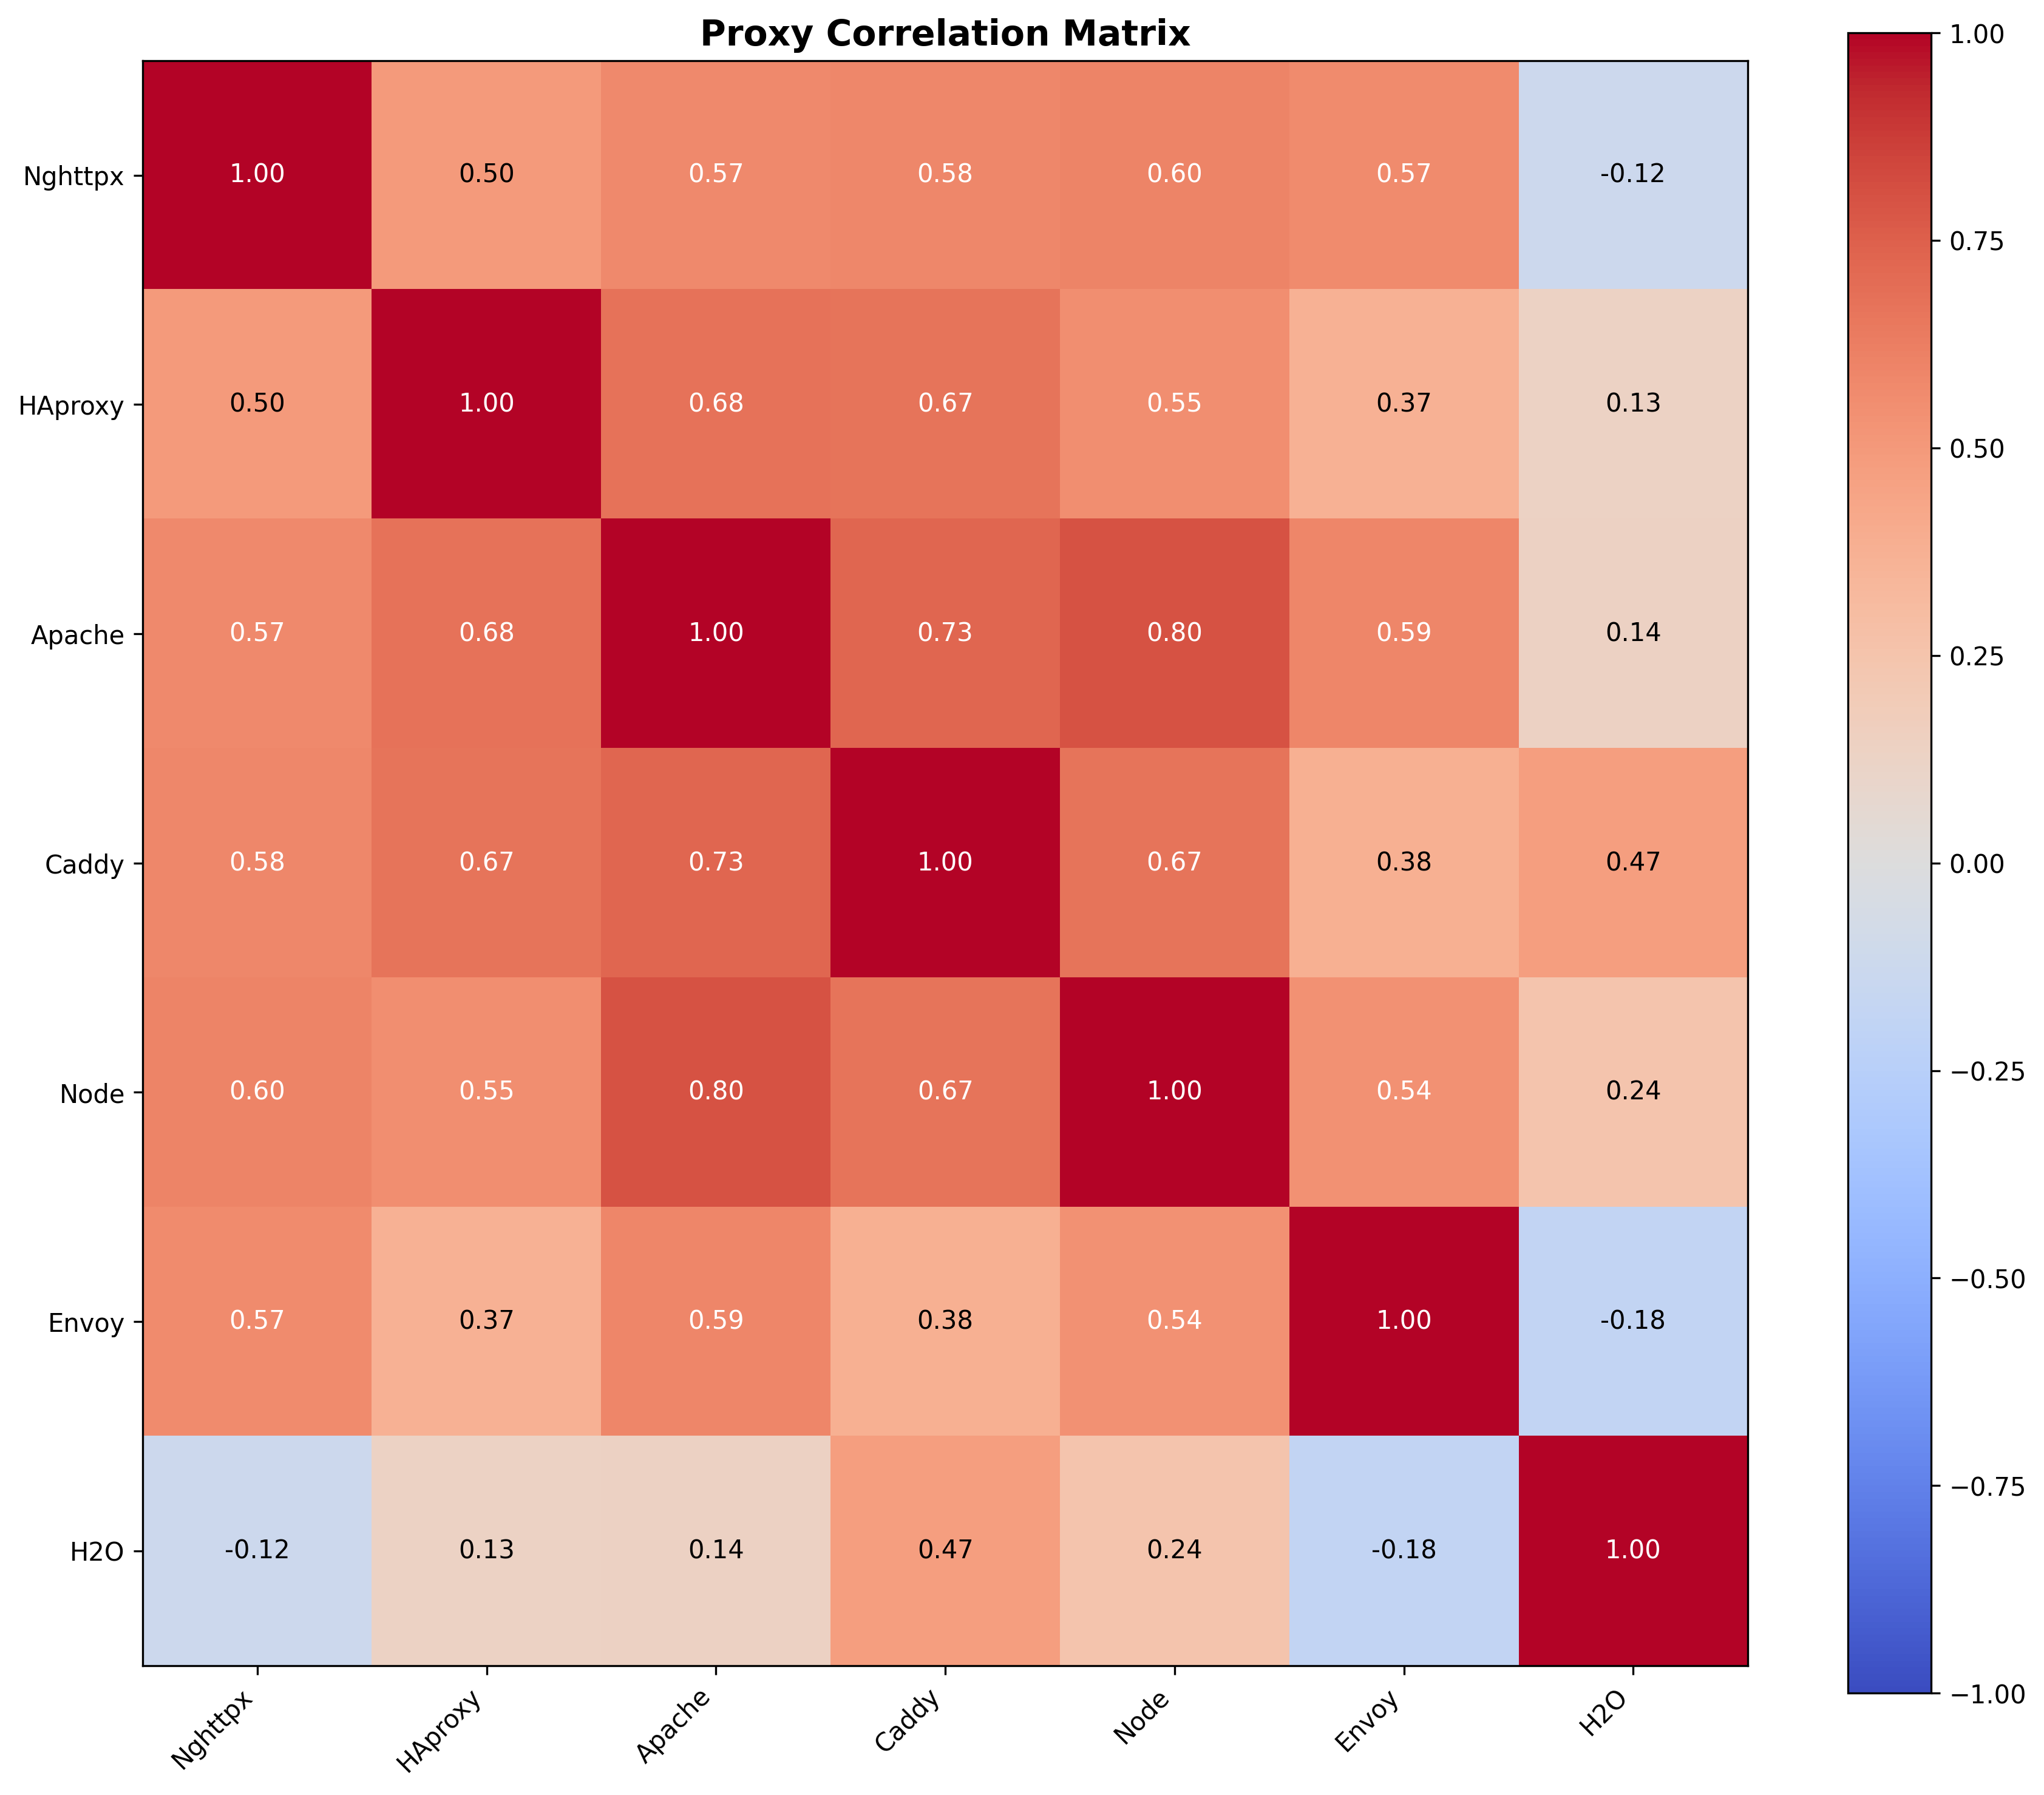 Proxy Correlation Matrix
Nghttpx 1.00 0.50 0.57 0.58 0.60 0.57 -0.12
HAproxy 0.50 1.00 0.68 0.67 0.55 0.37 0.13
Apache 0.57 0.68 1.00 0.73 0.80 0.59 0.14
Caddy 0.58 0.67 0.73 1.00 0.67 0.38 0.47
Node 0.60 0.55 0.80 0.67 1.00 0.54 0.24
Envoy 0.57 0.37 0.59 0.38 0.54 1.00 -0.18
H2O -0.12 0.13 0.14 0.47 0.24 -0.18 1.00
Nghttpx HAproxy Apache Caddy Node Envoy H2O
1.00
0.75
0.50
0.25
0.00
−0.25
−0.50
−0.75
−1.00